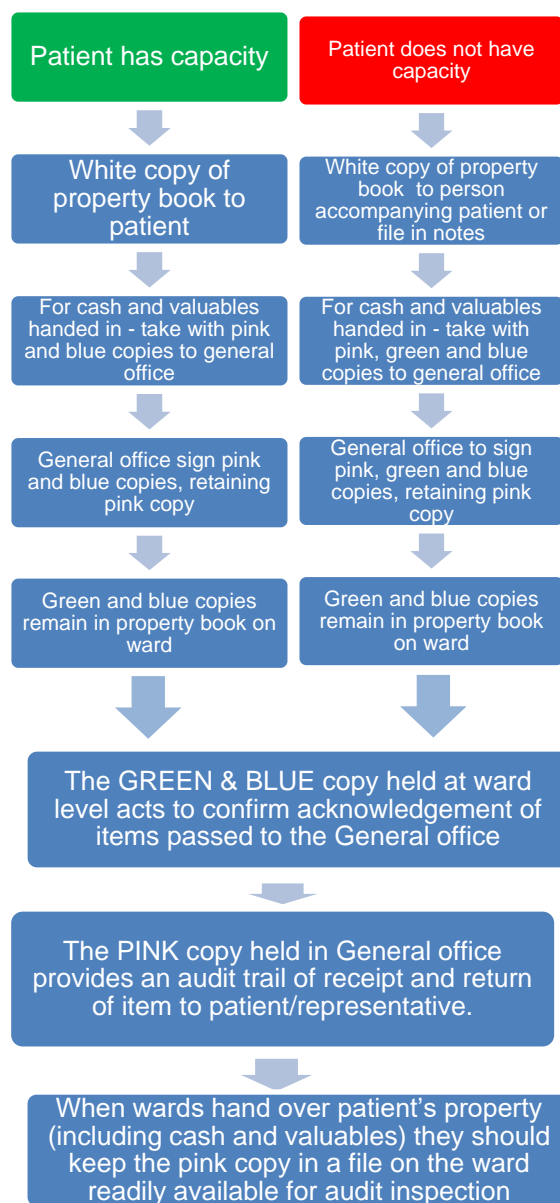 Patient has capacity
Patient does not have
capacity
White copy of
property book to
patient
White copy of property
book to person
accompanying patient or
file in notes
For cash and valuables
handed in - take with pink
and blue copies to general
office
For cash and valuables
handed in - take with
pink, green and blue
copies to general office
General office sign pink
and blue copies, retaining
pink copy
General office to sign
pink, green and blue
copies, retaining pink
copy
Green and blue copies
remain in property book on
ward
Green and blue copies
remain in property book
on ward
The GREEN & BLUE copy held at ward
level acts to confirm acknowledgement of
items passed to the General office
The PINK copy held in General office
provides an audit trail of receipt and return
of item to patient/representative.
When wards hand over patient's property
(including cash and valuables) they should
keep the pink copy in a file on the ward
readily available for audit inspection